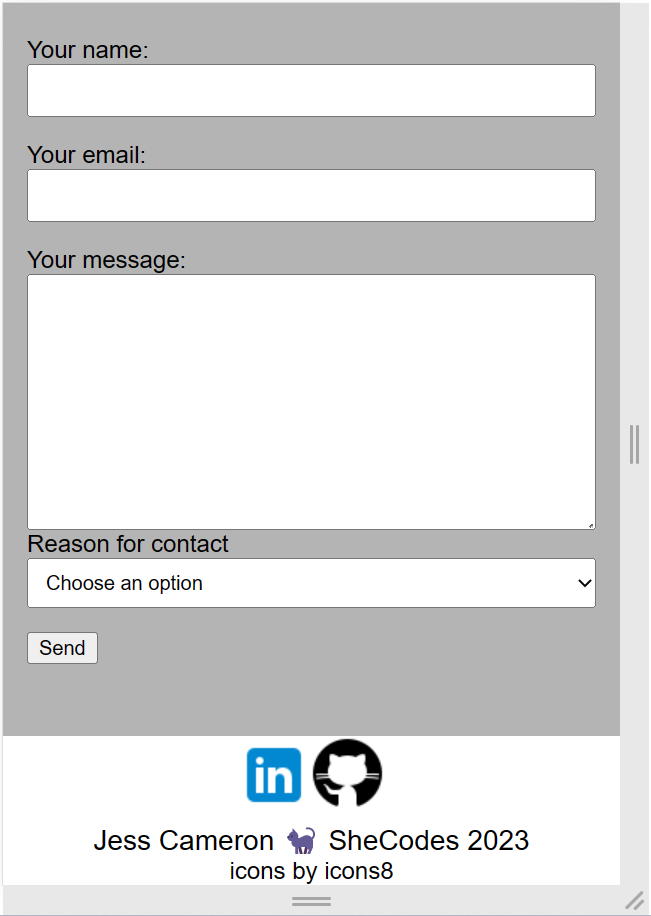 Your name:
Your email:
Your message:
Reason for contact
Choose an option
Send
in
Jess Cameron 🐈‍⬛ SheCodes 2023
icons by icons8